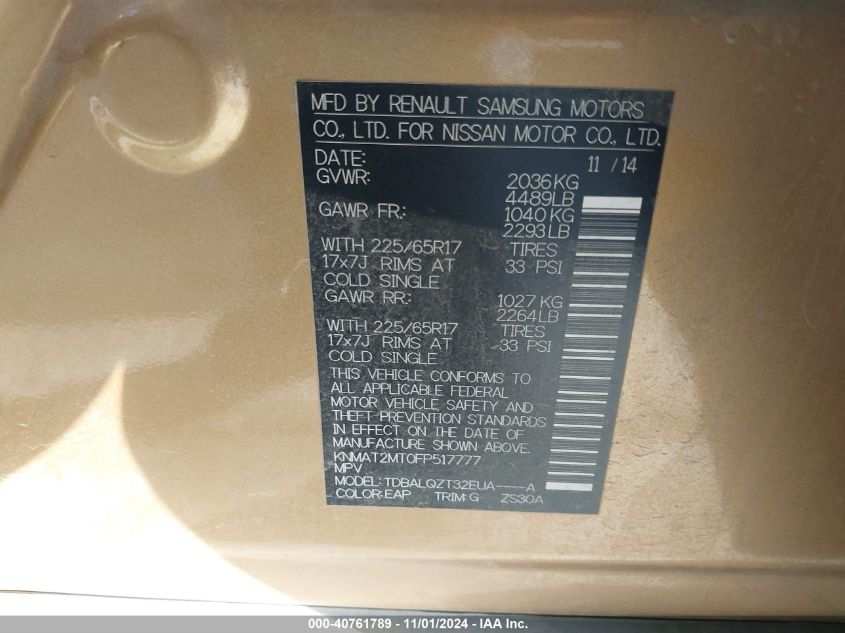 MFD BY RENAULT SAMSUNG MOTORS
CO., LTD. FOR NISSAN MOTOR CO., LTD.
DATE: 11 / 14
GVWR: 2036KG
4489LB
GAWR FR: 1040KG
2293LB
WITH 225/65R17 TIRES
17x7J RIMS AT 33 PSI
COLD SINGLE
GAWR RR: 1027KG
2264LB
WITH 225/65R17 TIRES
17x7J RIMS AT 33 PSI
COLD SINGLE
THIS VEHICLE CONFORMS TO
ALL APPLICABLE FEDERAL
MOTOR VEHICLE SAFETY AND
THEFT PREVENTION STANDARDS
IN EFFECT ON THE DATE OF
MANUFACTURE SHOWN ABOVE.
KNMAT2MT0FP517777
MPV
MODEL: TDBALQZT32EUA----A
COLOR:EAP TRIM:G ZS30A
000-40761789 - 11/01/2024 - IAA Inc.